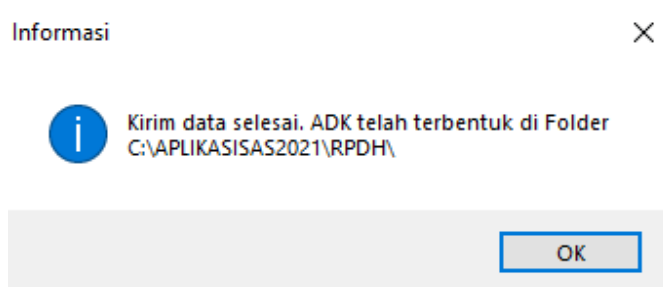 Informasi
Kirim data selesai. ADK telah terbentuk di Folder
C:\APLIKASISAS2021\RPDH\
OK